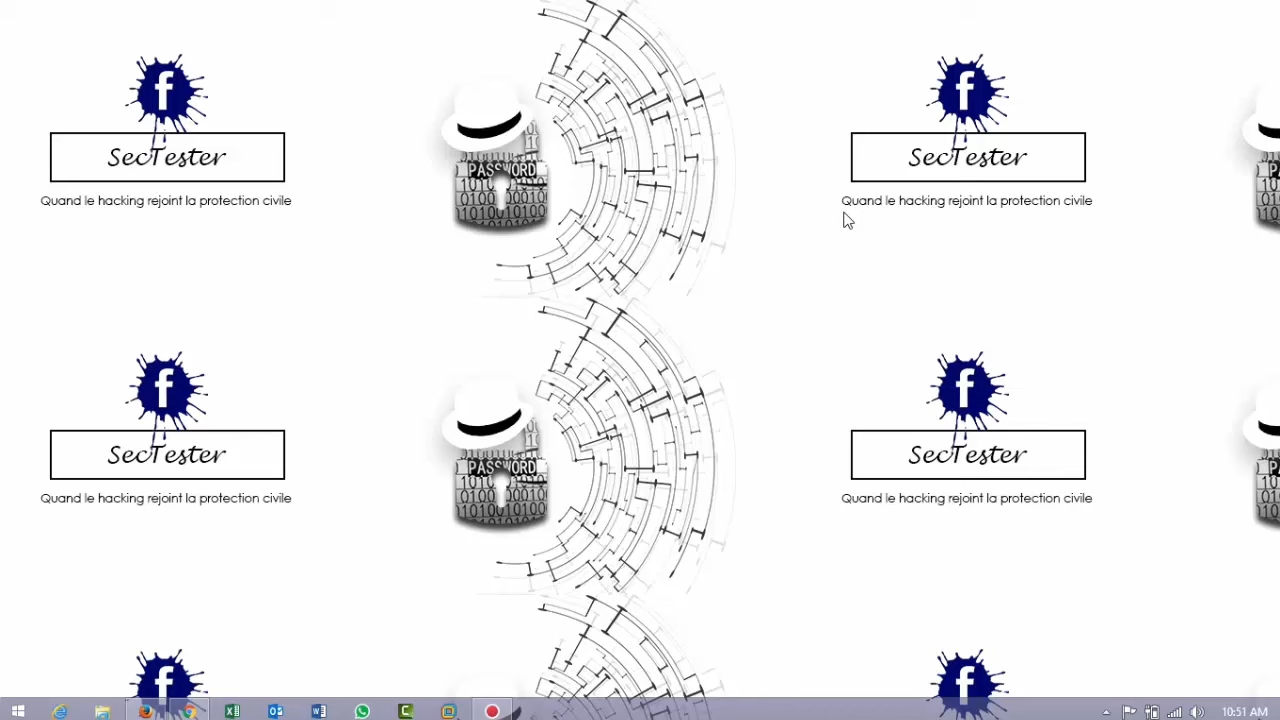 f
SecTester
Quand le hacking rejoint la protection civile
PASSWORD
f
SecTester
Quand le hacking rejoint la protection civile
f
SecTester
Quand le hacking rejoint la protection civile
PASSWORD
f
SecTester
Quand le hacking rejoint la protection civile
f
f
10:51 AM